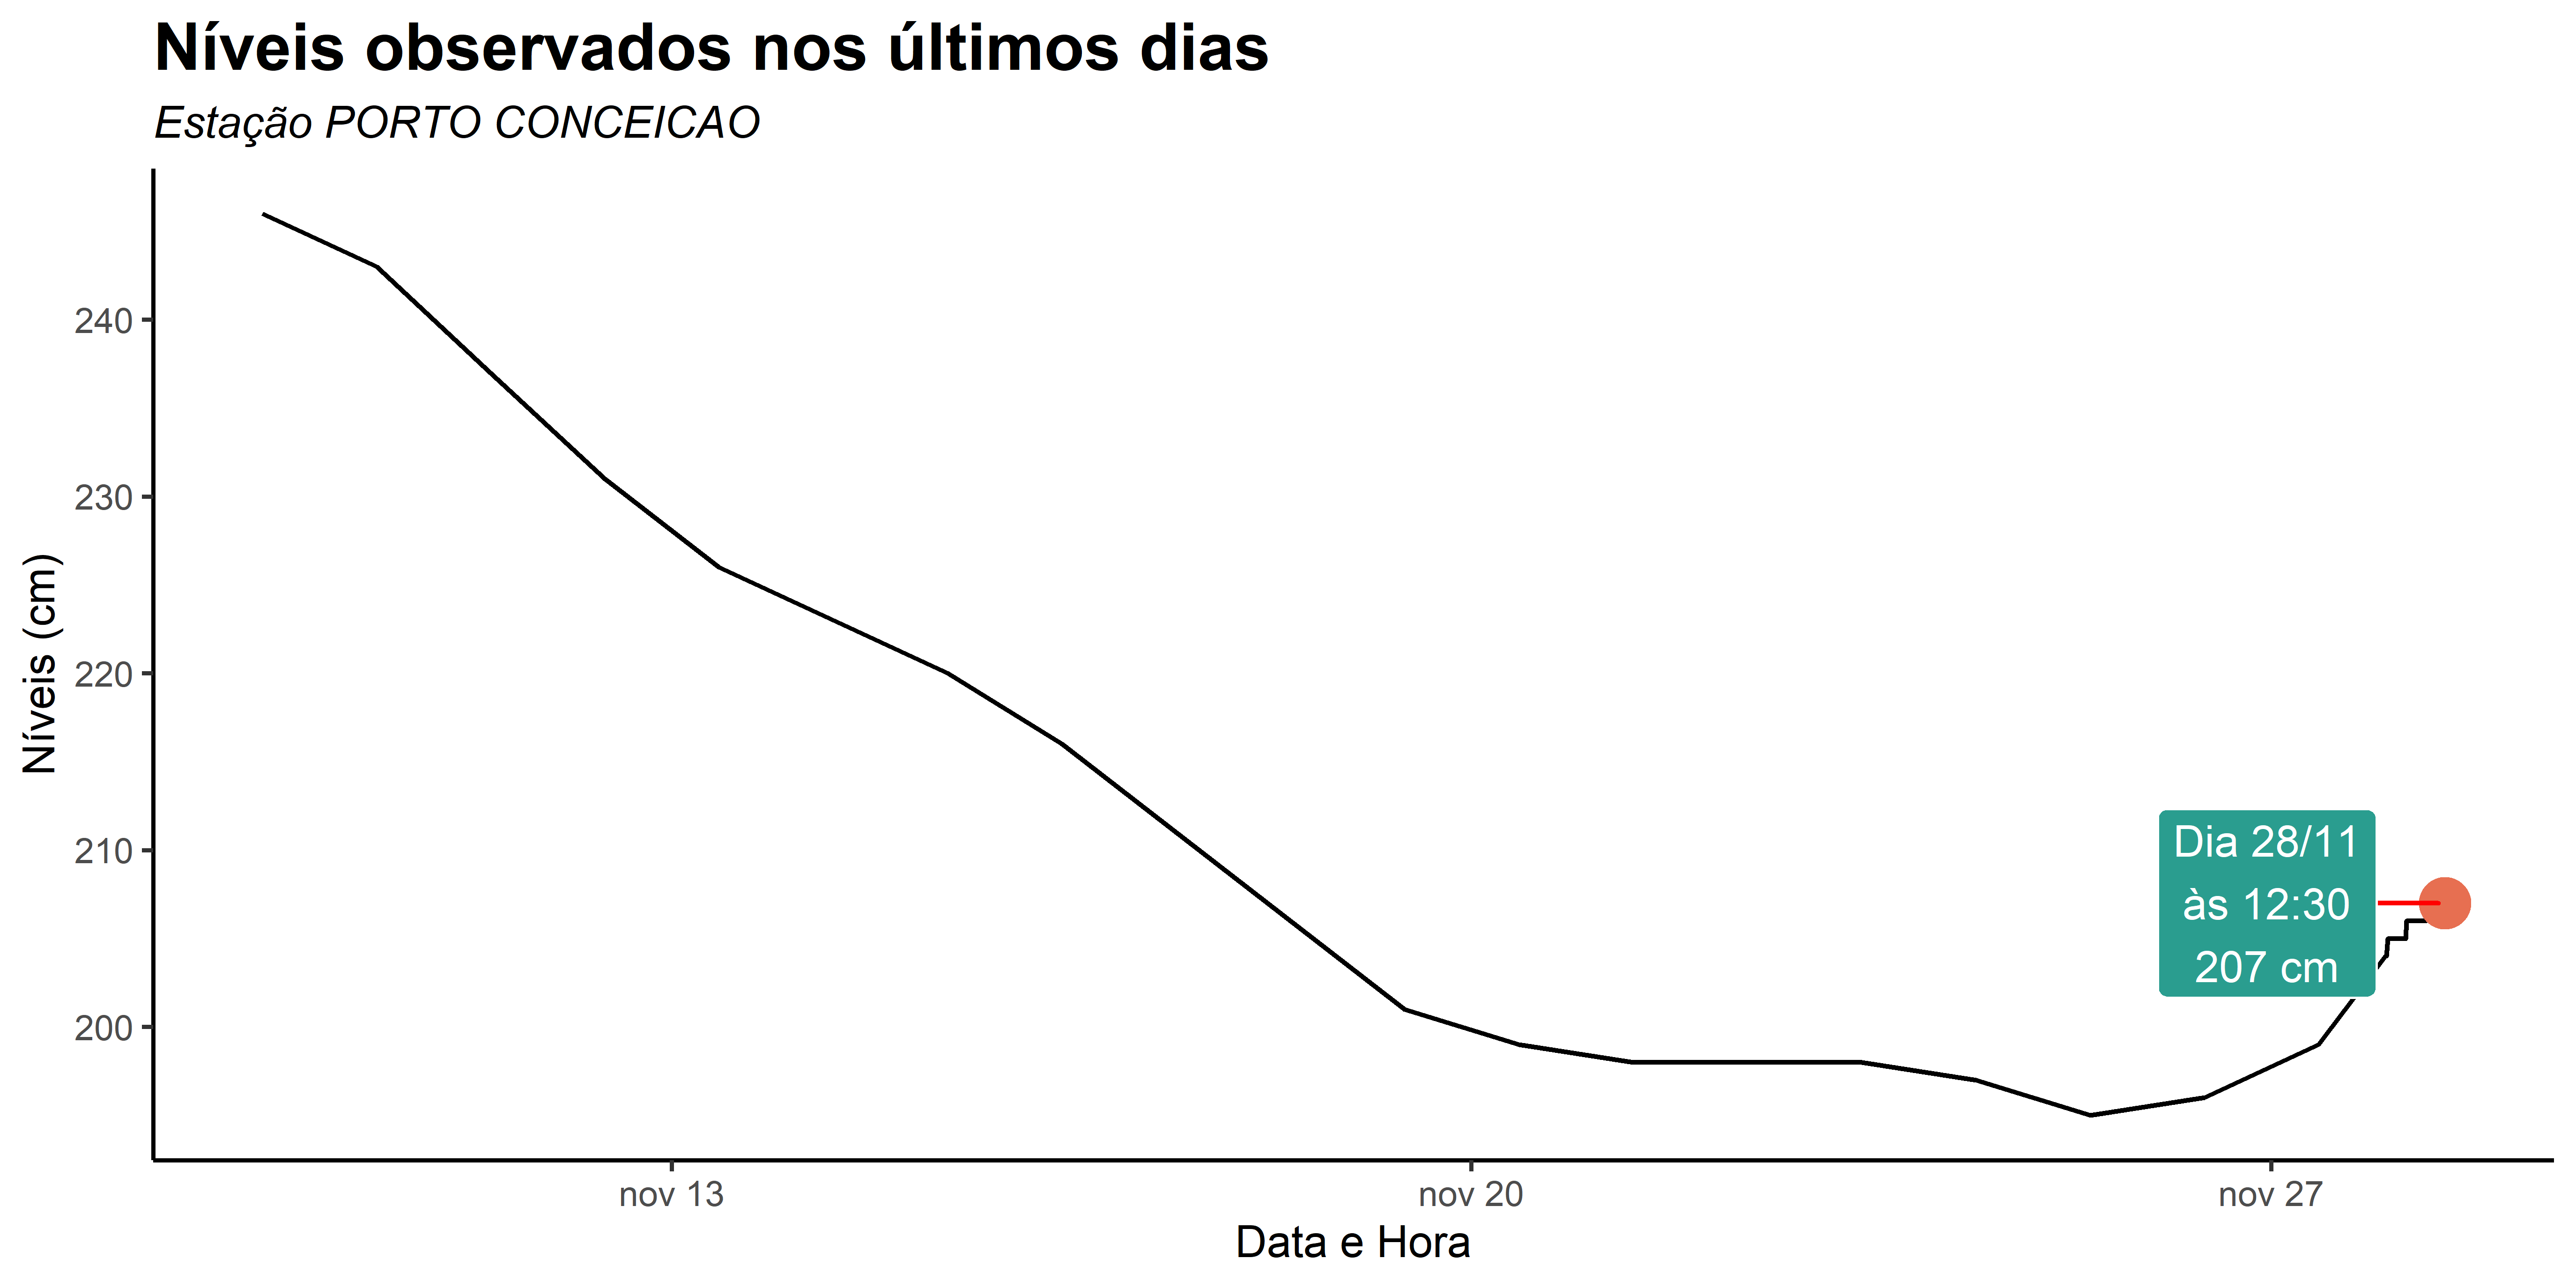 Níveis observados nos últimos dias
Estação PORTO CONCEICAO
Níveis (cm)
240
230
220
210
200
Dia 28/11
às 12:30
207 cm
nov 13
nov 20
nov 27
Data e Hora